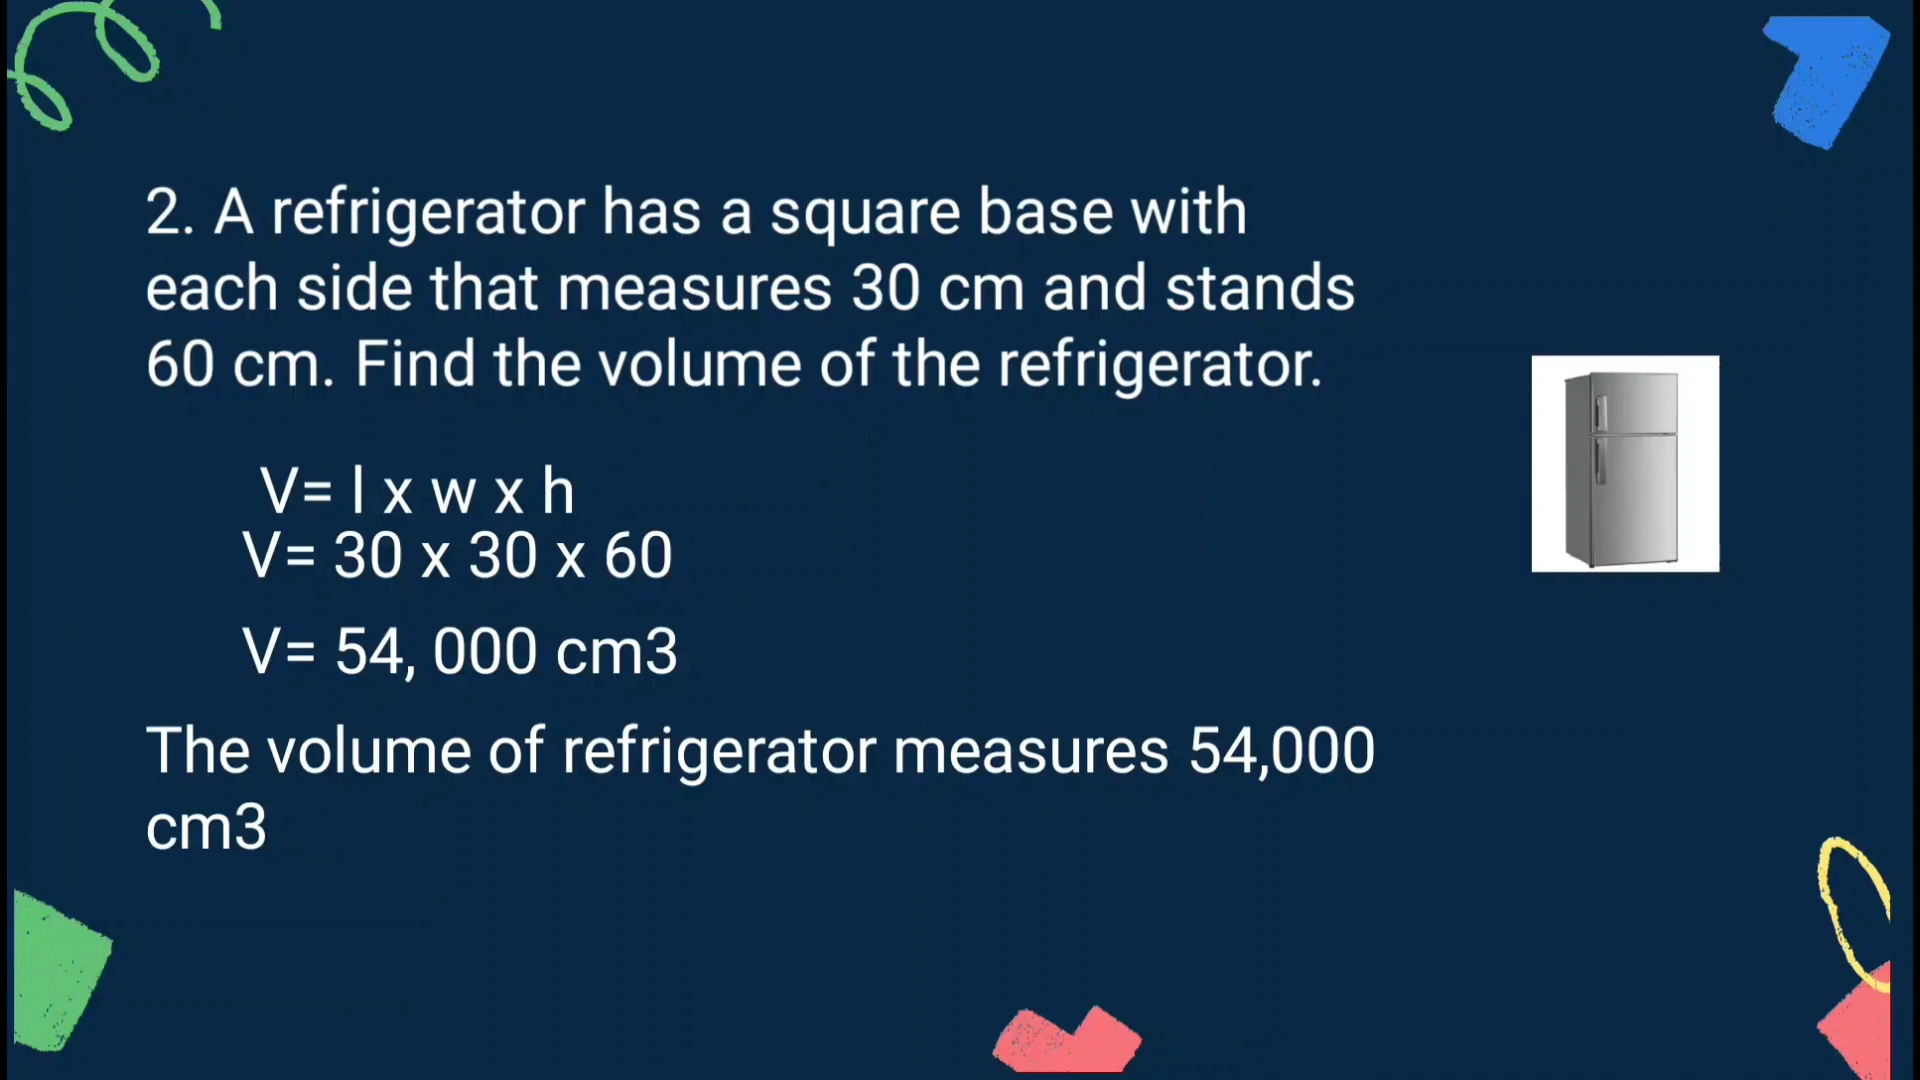 2. A refrigerator has a square base with
each side that measures 30 cm and stands
60 cm. Find the volume of the refrigerator.
V= l x w x h
V= 30 x 30 x 60
V= 54, 000 cm3
The volume of refrigerator measures 54,000
cm3